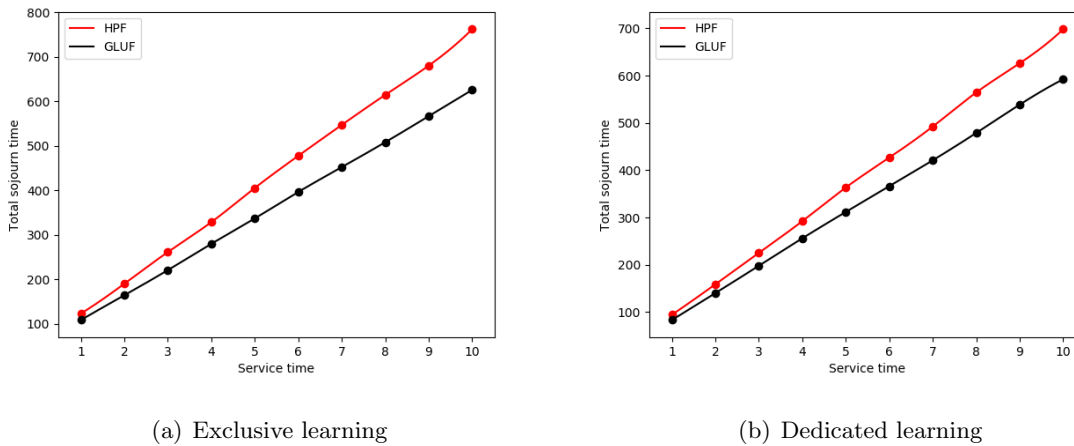 HPF
GLUF
800
700
600
500
400
300
200
100
Total sojourn time
1 2 3 4 5 6 7 8 9 10
Service time
(a) Exclusive learning
HPF
GLUF
700
600
500
400
300
200
100
Total sojourn time
1 2 3 4 5 6 7 8 9 10
Service time
(b) Dedicated learning